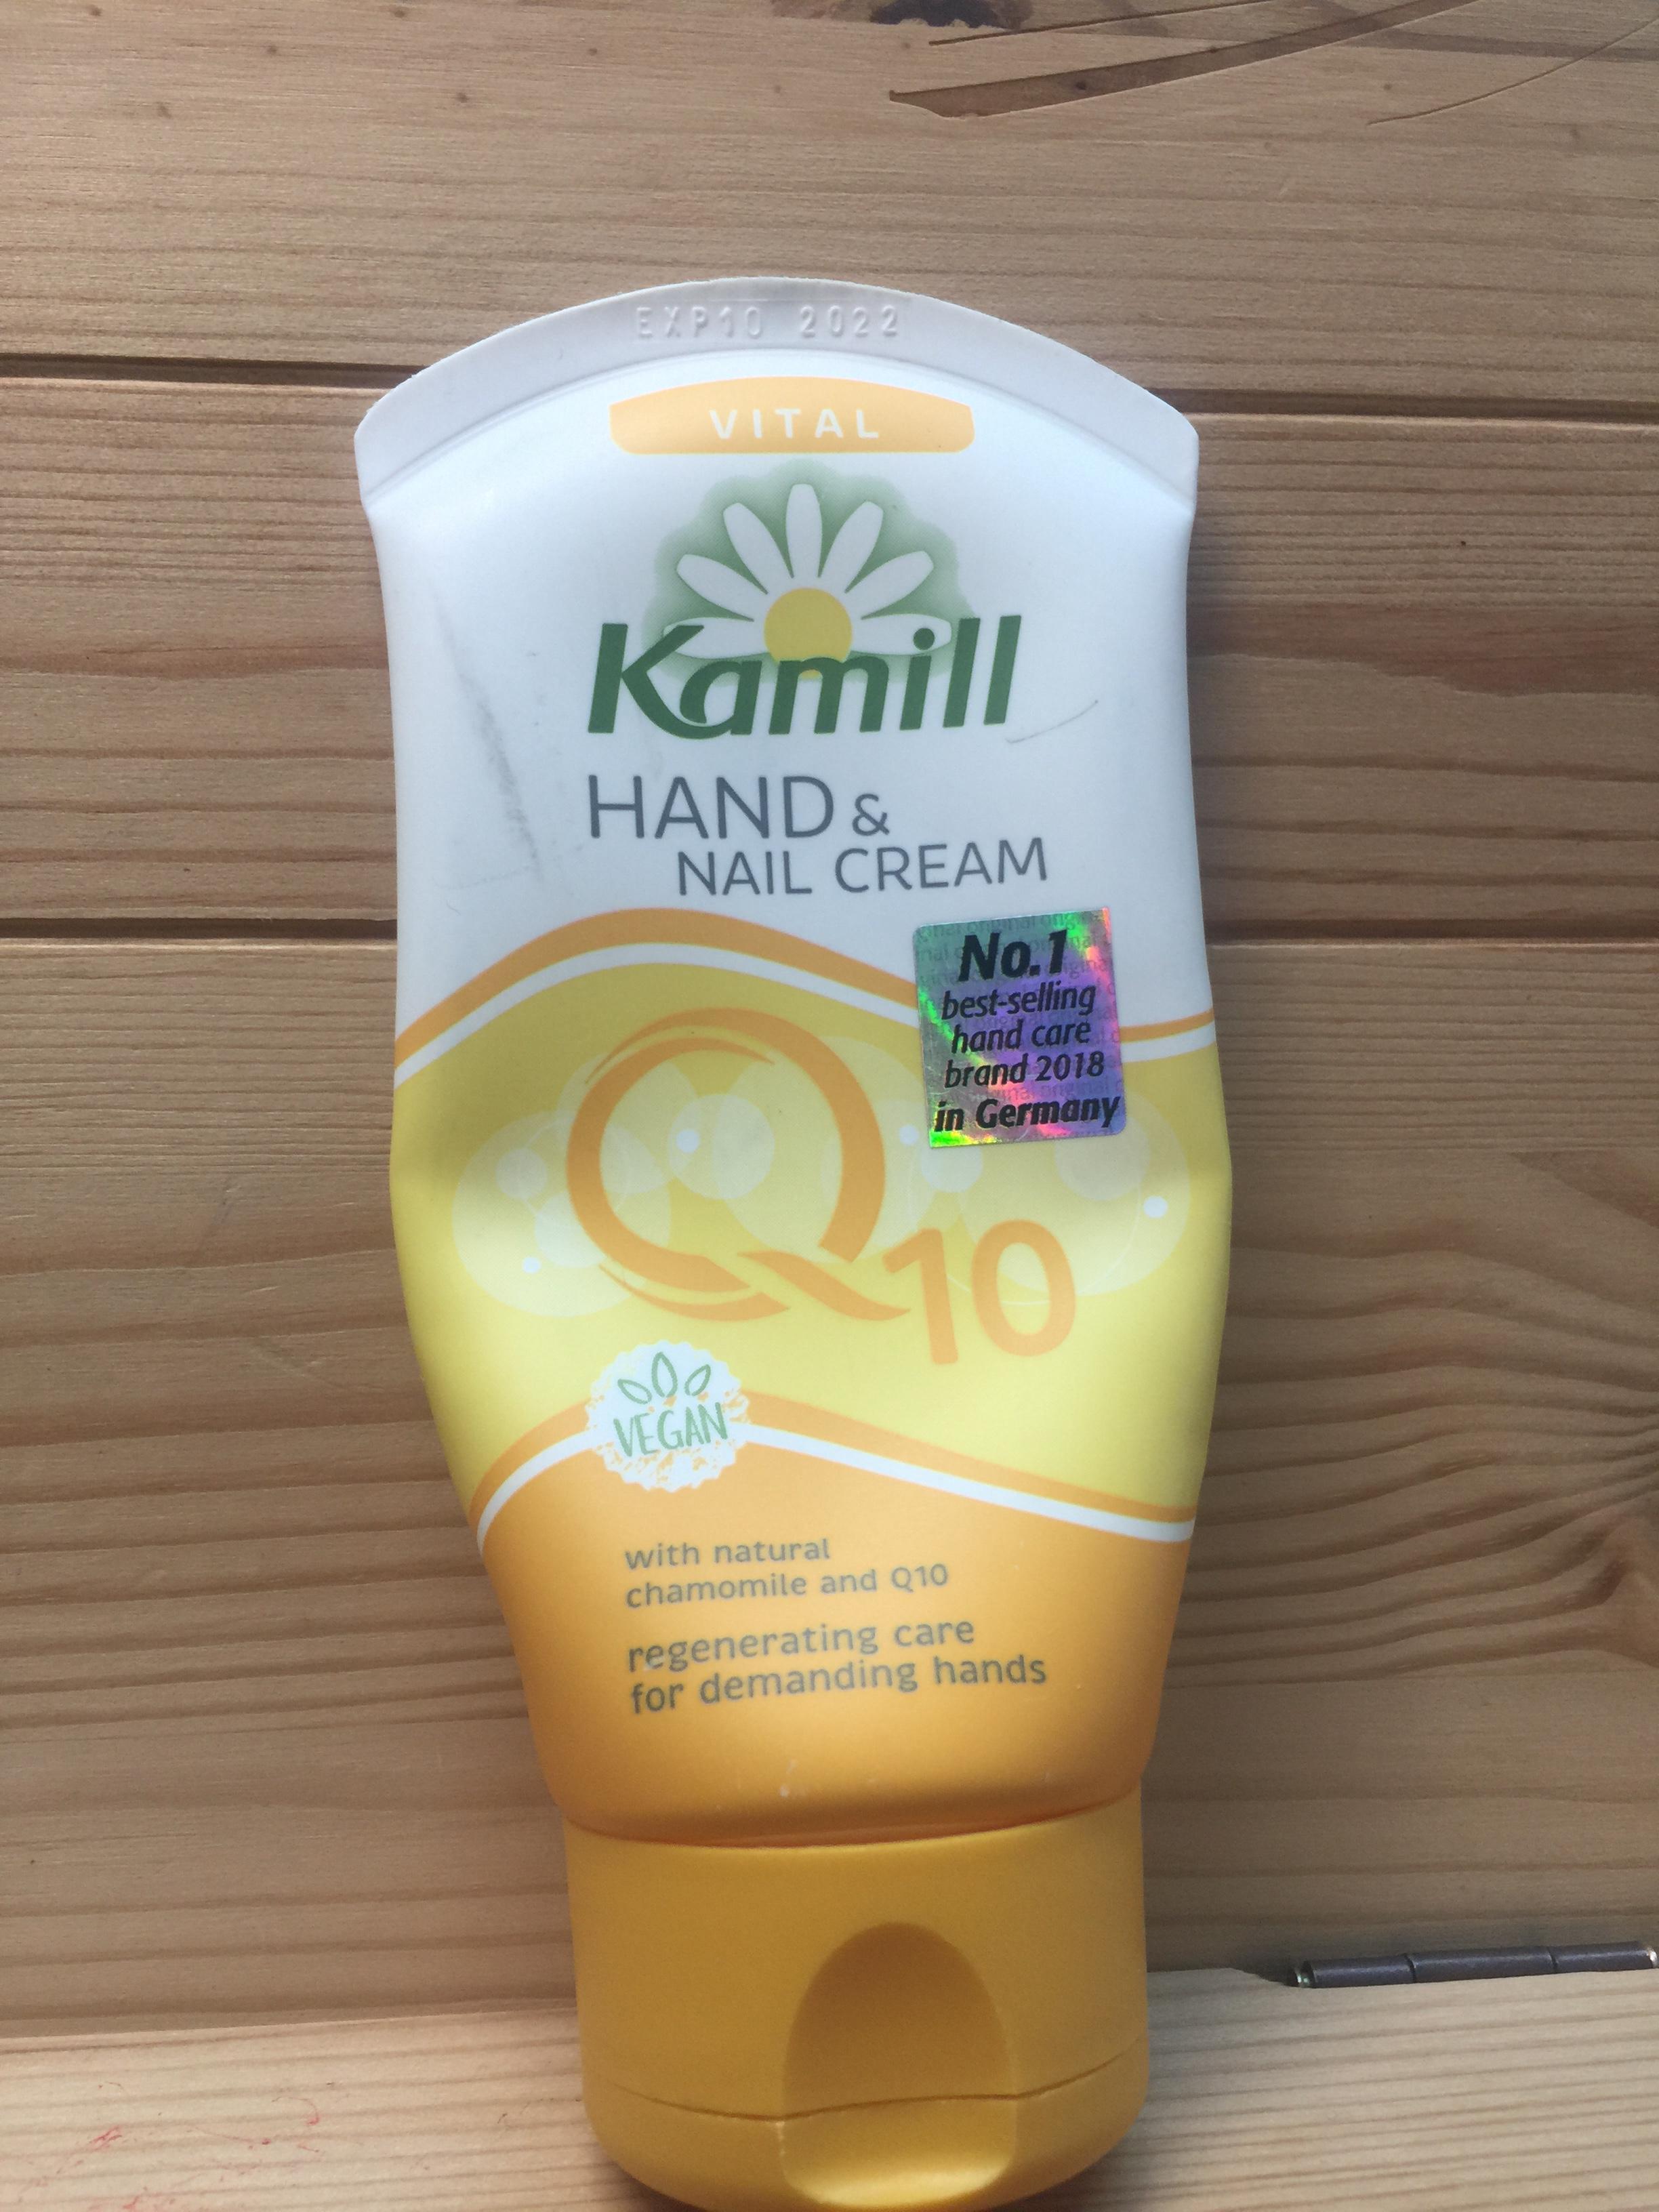 EXP10 2022
VITAL
Kamill
HAND &
NAIL CREAM
No.1
best-selling
hand care
brand 2018
in Germany
Q10
VEGAN
with natural
chamomile and Q10
regenerating care
for demanding hands